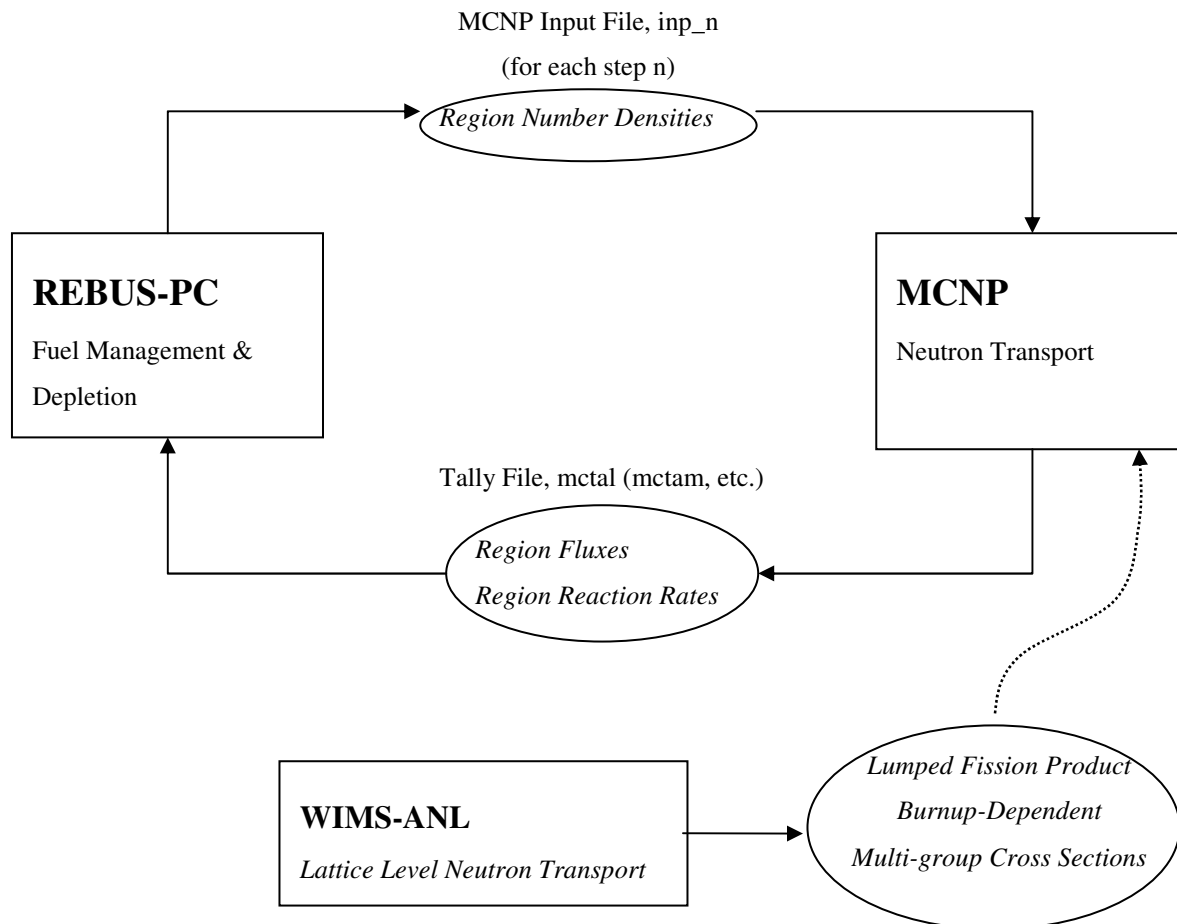 MCNP Input File, inp_n
(for each step n)
Region Number Densities
REBUS-PC
Fuel Management &
Depletion
MCNP
Neutron Transport
Tally File, mctal (mctam, etc.)
Region Fluxes
Region Reaction Rates
WIMS-ANL
Lattice Level Neutron Transport
Lumped Fission Product
Burnup-Dependent
Multi-group Cross Sections